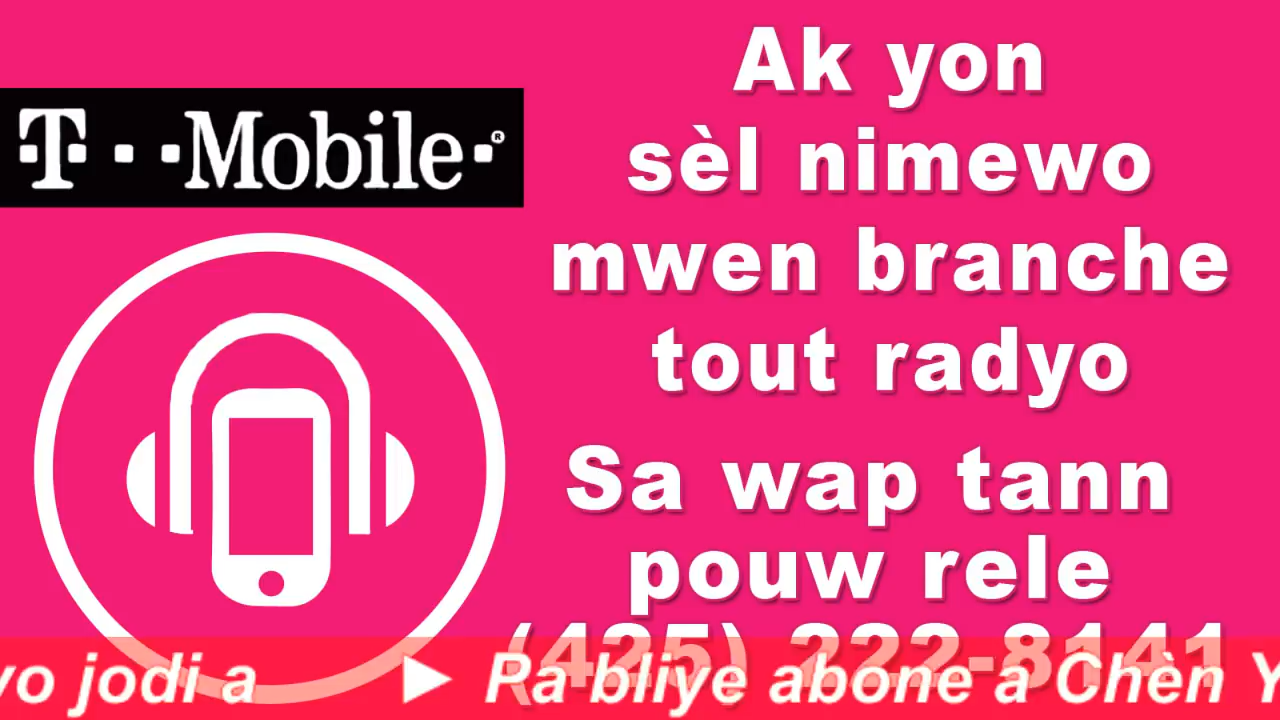 T··Mobile·®
Ak yon
sèl nimewo
mwen branche
tout radyo
Sa wap tann
pouw rele
(425) 222-8141
vo jodi a ▶ Pa bliye abone a Chèn Y